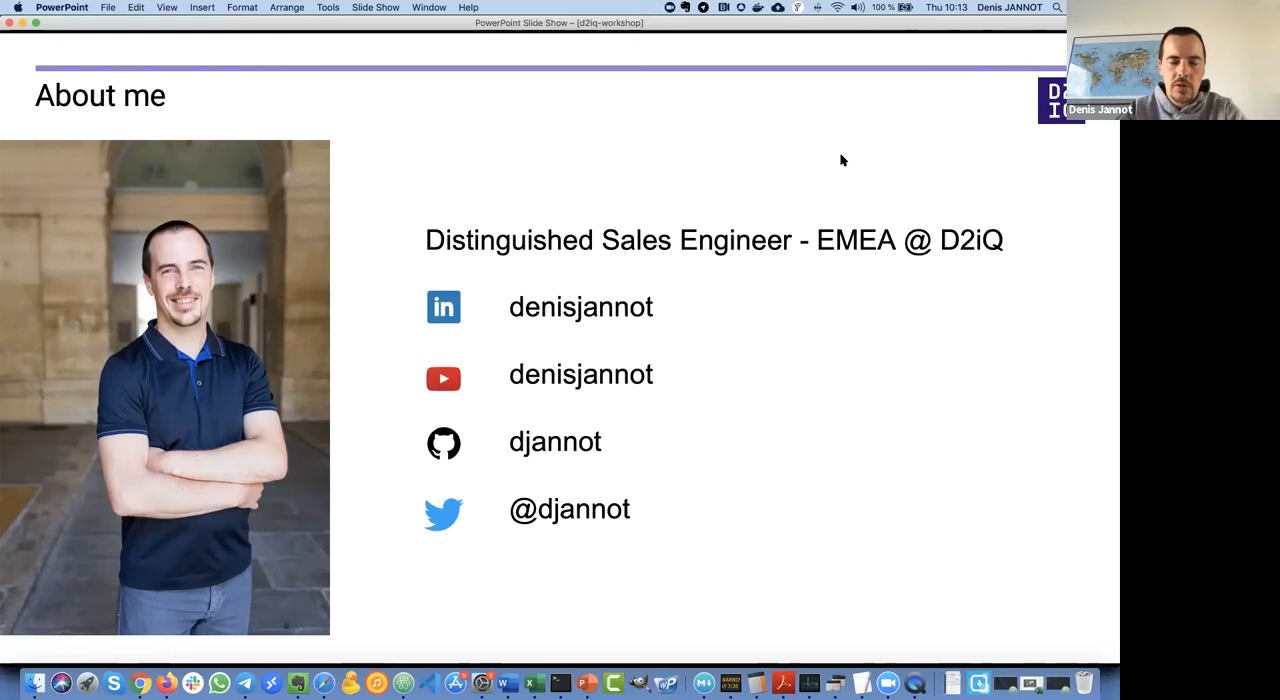 PowerPoint File Edit View Insert Format Arrange Tools Slide Show Window Help 100 % Thu 10:13 Denis JANNOT
PowerPoint Slide Show – [d2iq-workshop]
About me
Denis Jannot
Distinguished Sales Engineer - EMEA @ D2iQ
in denisjannot
denisjannot
djannot
@djannot